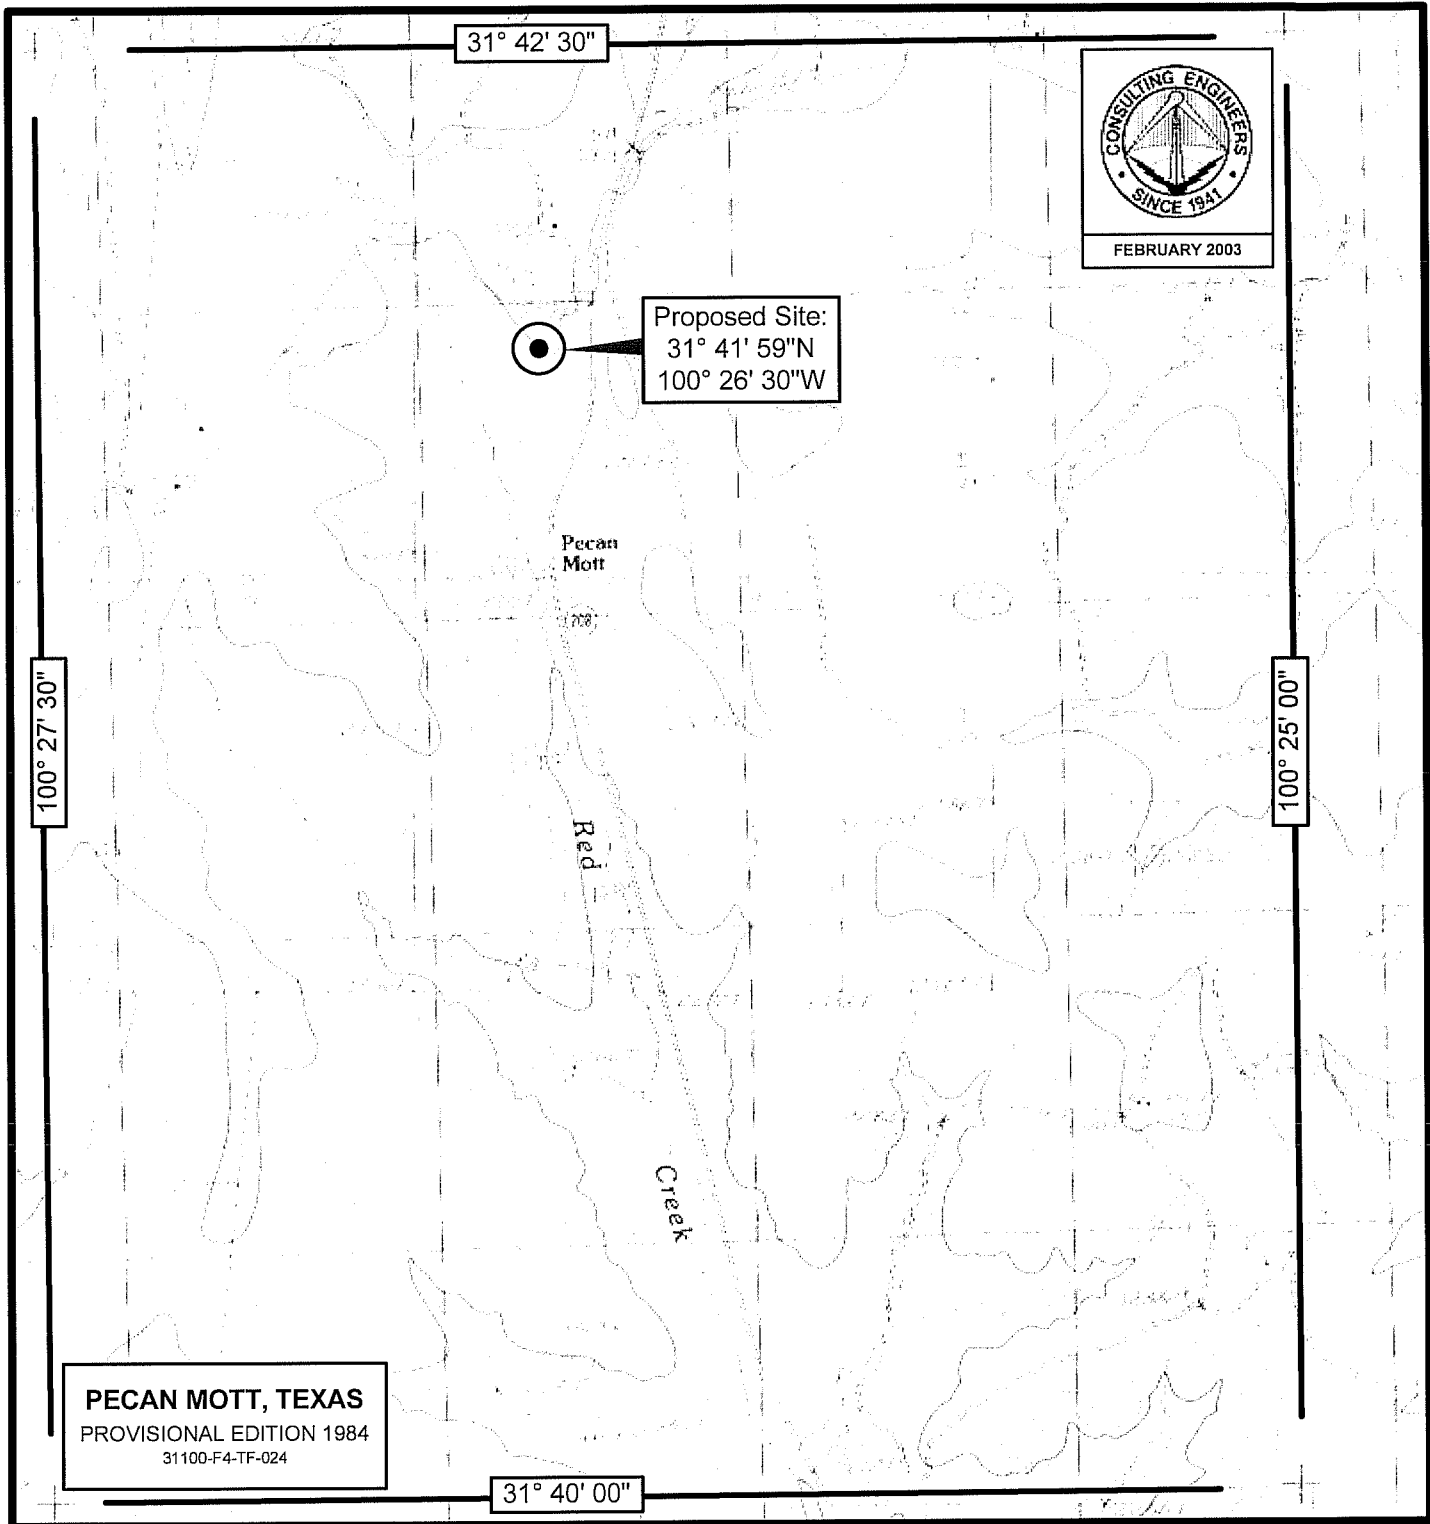 31° 42' 30"
CONSULTING ENGINEERS
SINCE 1941
FEBRUARY 2003
Proposed Site:
31° 41' 59"N
100° 26' 30"W
Pecan
Mott
100° 27' 30"
100° 25' 00"
Red
Creek
PECAN MOTT, TEXAS
PROVISIONAL EDITION 1984
31100-F4-TF-024
31° 40' 00"